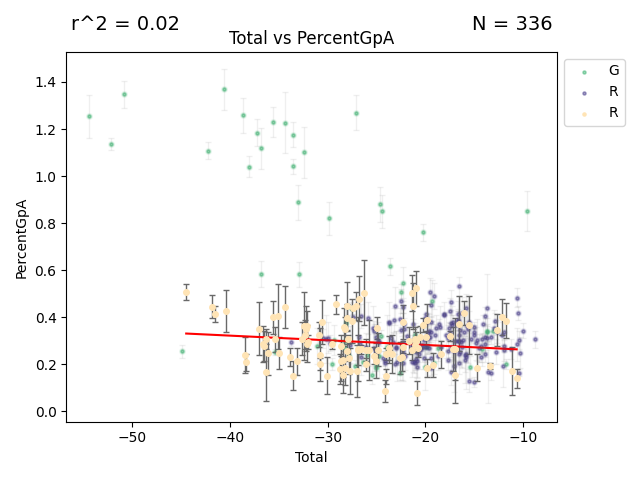 r^2 = 0.02
N = 336
Total vs PercentGpA
G
R
R
1.4
1.2
1.0
0.8
0.6
0.4
0.2
0.0
PercentGpA
−50
−40
−30
−20
−10
Total